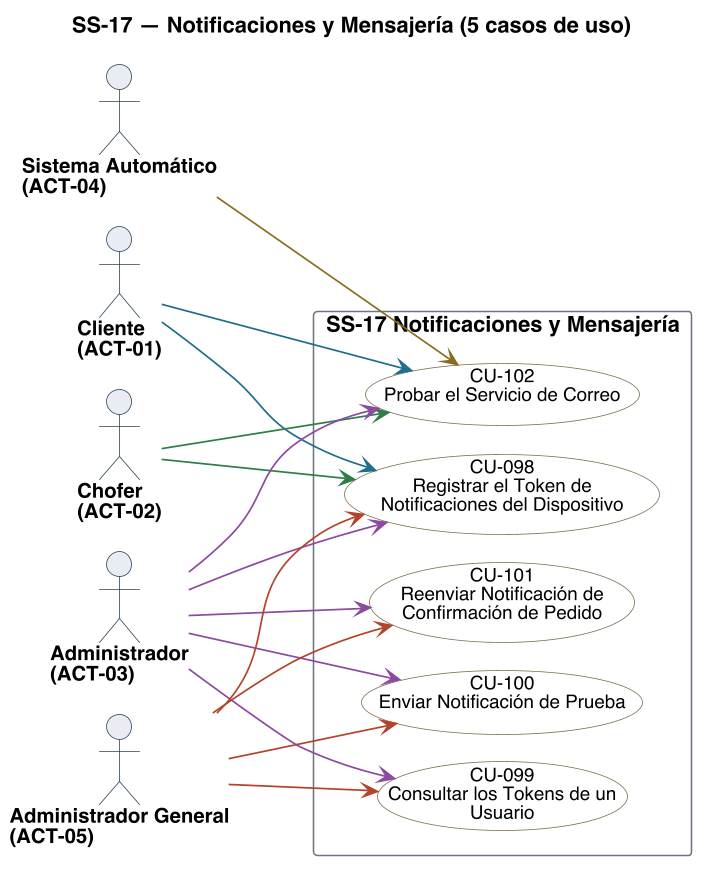 SS-17 — Notificaciones y Mensajería (5 casos de uso)
Sistema Automático
(ACT-04)
Cliente
(ACT-01)
Chofer
(ACT-02)
Administrador
(ACT-03)
Administrador General
(ACT-05)
SS-17 Notificaciones y Mensajería
CU-102
Probar el Servicio de Correo
CU-098
Registrar el Token de
Notificaciones del Dispositivo
CU-101
Reenviar Notificación de
Confirmación de Pedido
CU-100
Enviar Notificación de Prueba
CU-099
Consultar los Tokens de un
Usuario